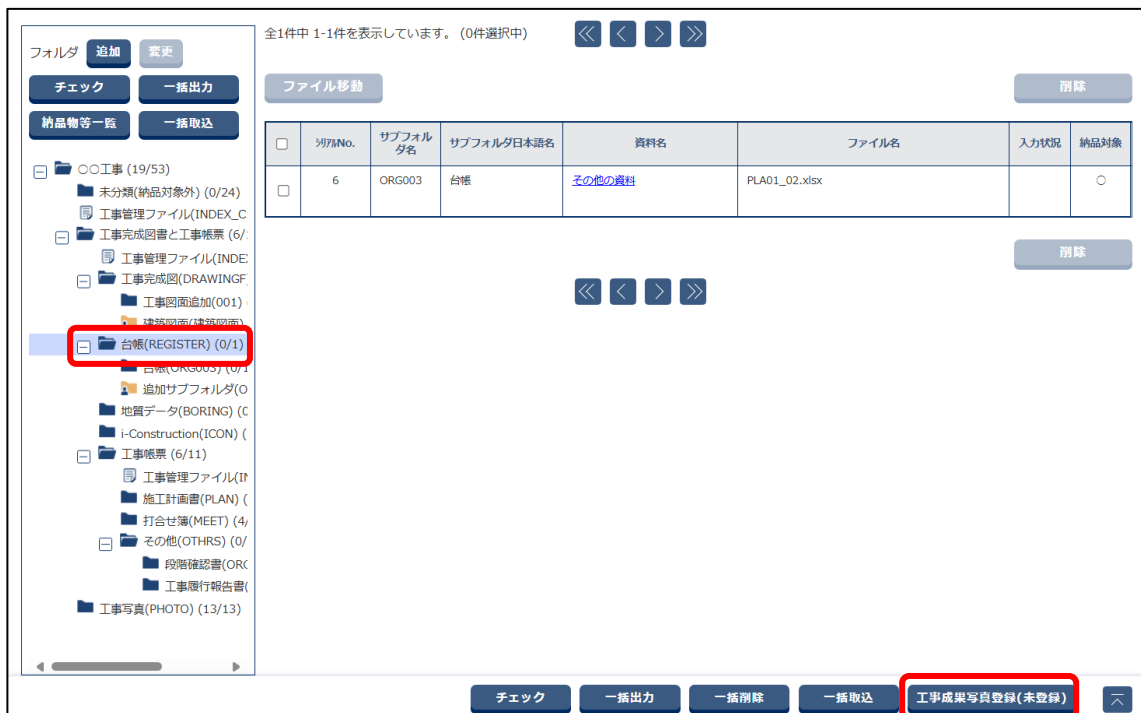 フォルダ 追加 変更
チェック 一括出力
納品物等一覧 一括取込
○○工事 (19/53)
未分類(納品対象外) (0/24)
工事管理ファイル(INDEX_C
工事完成図書と工事帳票 (6/
工事管理ファイル(INDE
工事完成図(DRAWINGF
工事図面追加(001)
建築図面(建築図面)
台帳(REGISTER) (0/1)
台帳(ORG003) (0/1
追加サブフォルダ(O
地質データ(BORING) (0
i-Construction(ICON) (
工事帳票 (6/11)
工事管理ファイル(IN
施工計画書(PLAN) (
打合せ簿(MEET) (4/
その他(OTHRS) (0/
段階確認書(ORG
工事履行報告書(
工事写真(PHOTO) (13/13)
全1件中 1-1件を表示しています。 (0件選択中)
ファイル移動 削除
ｼﾘｱﾙNo. サブフォルダ名 サブフォルダ日本語名 資料名 ファイル名 入力状況 納品対象
6 ORG003 台帳 その他の資料 PLA01_02.xlsx ○
削除
チェック 一括出力 一括削除 一括取込 工事成果写真登録(未登録)